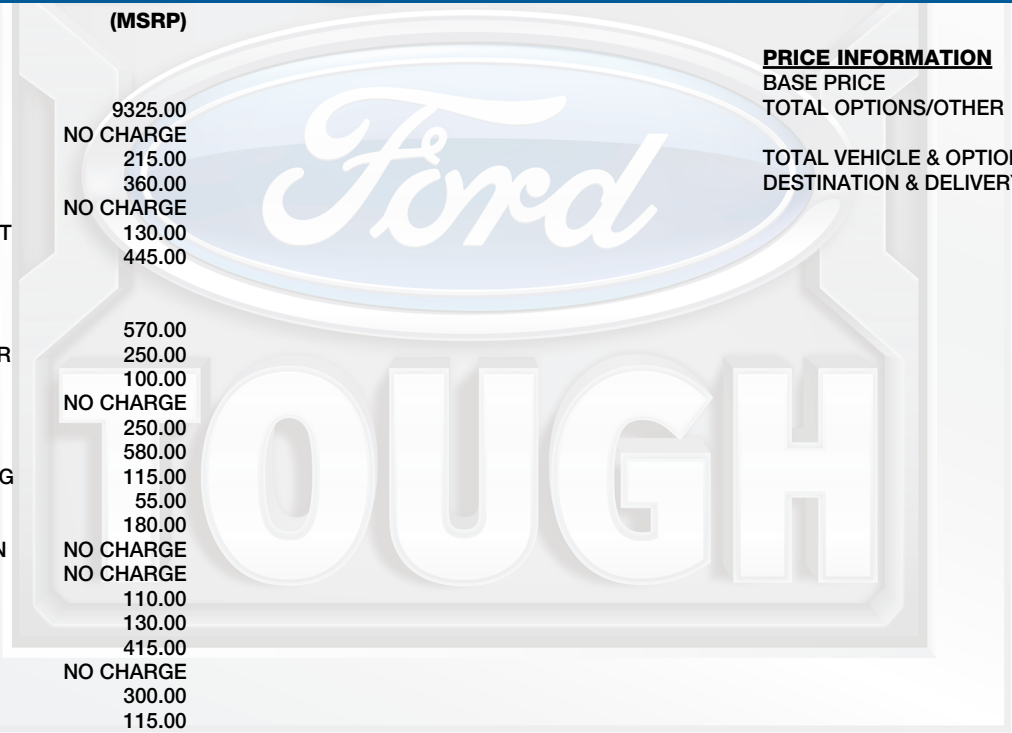 (MSRP)
9325.00
NO CHARGE
215.00
360.00
NO CHARGE
T 130.00
445.00
570.00
R 250.00
100.00
NO CHARGE
250.00
580.00
G 115.00
55.00
180.00
N NO CHARGE
NO CHARGE
110.00
130.00
415.00
NO CHARGE
300.00
115.00
PRICE INFORMATION
BASE PRICE
TOTAL OPTIONS/OTHER
TOTAL VEHICLE & OPTION
DESTINATION & DELIVERY
Ford
TOUGH